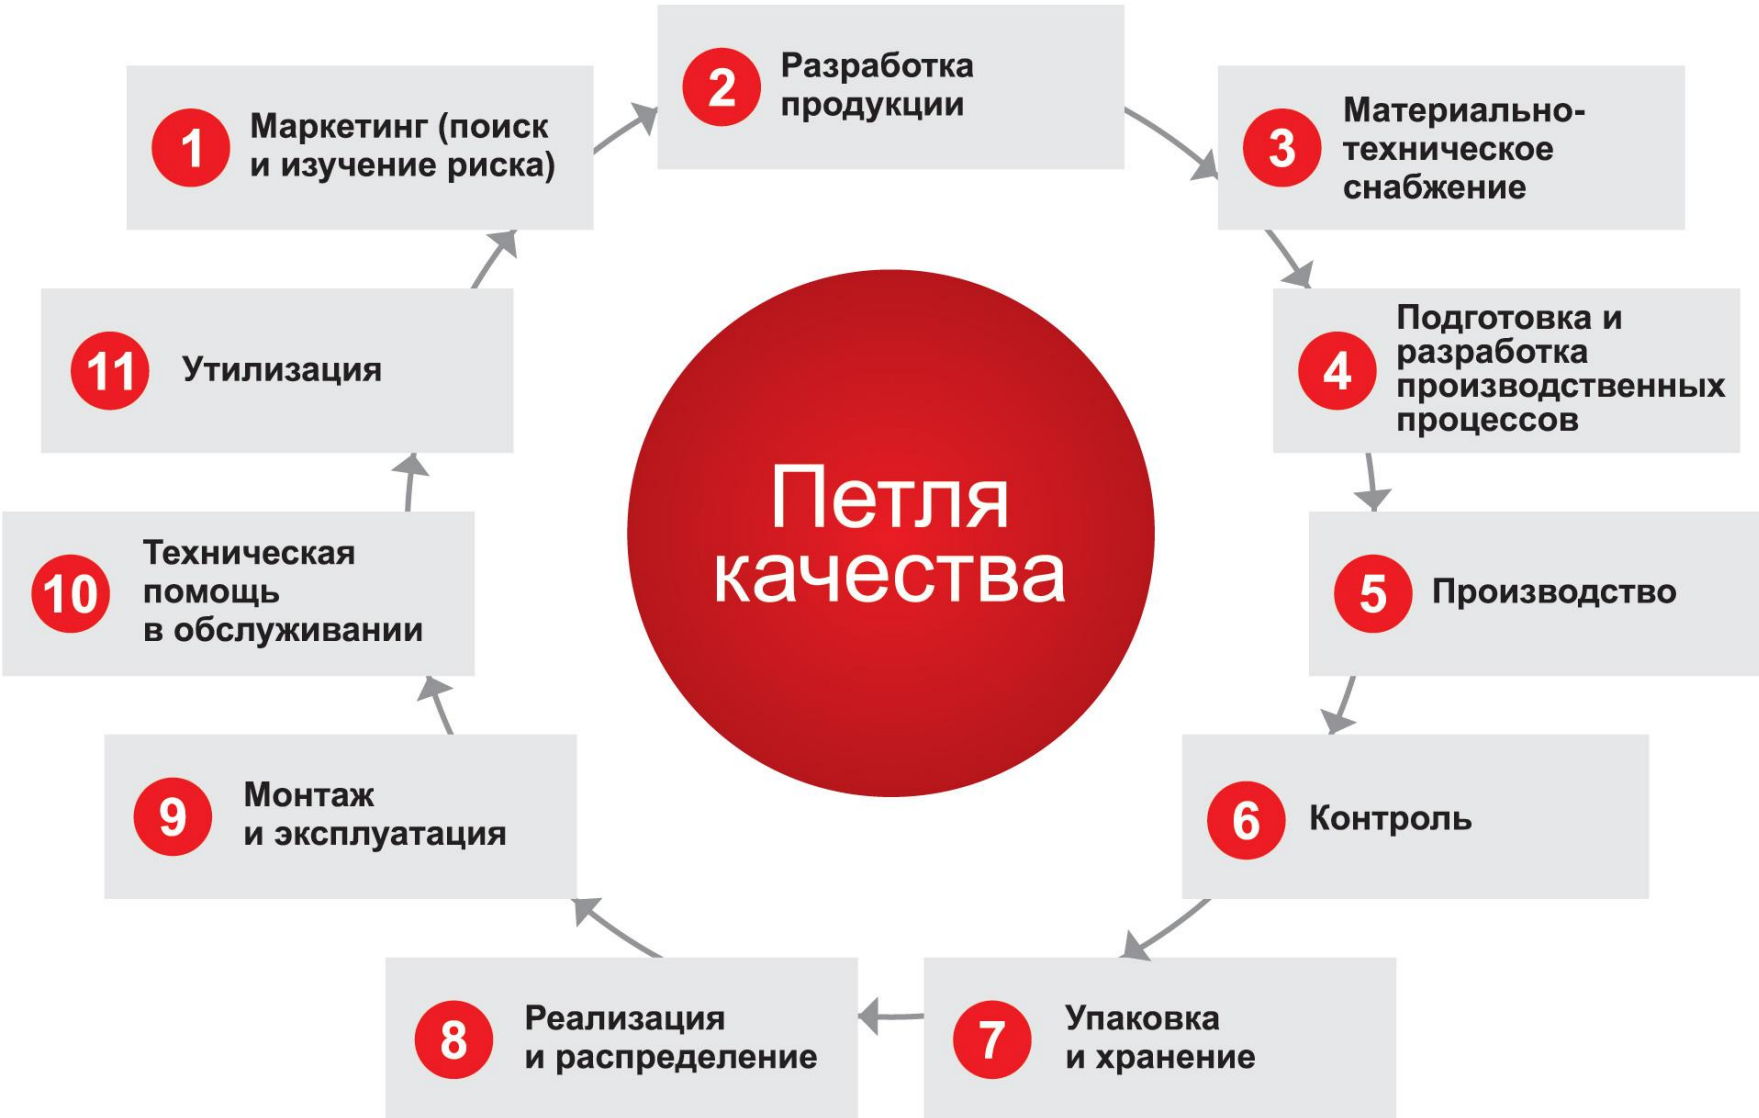 1
Маркетинг (поиск
и изучение риска)
2
Разработка
продукции
3
Материально-
техническое
снабжение
4
Подготовка и
разработка
производственных
процессов
5
Производство
6
Контроль
7
Упаковка
и хранение
8
Реализация
и распределение
9
Монтаж
и эксплуатация
10
Техническая
помощь
в обслуживании
11
Утилизация
Петля
качества